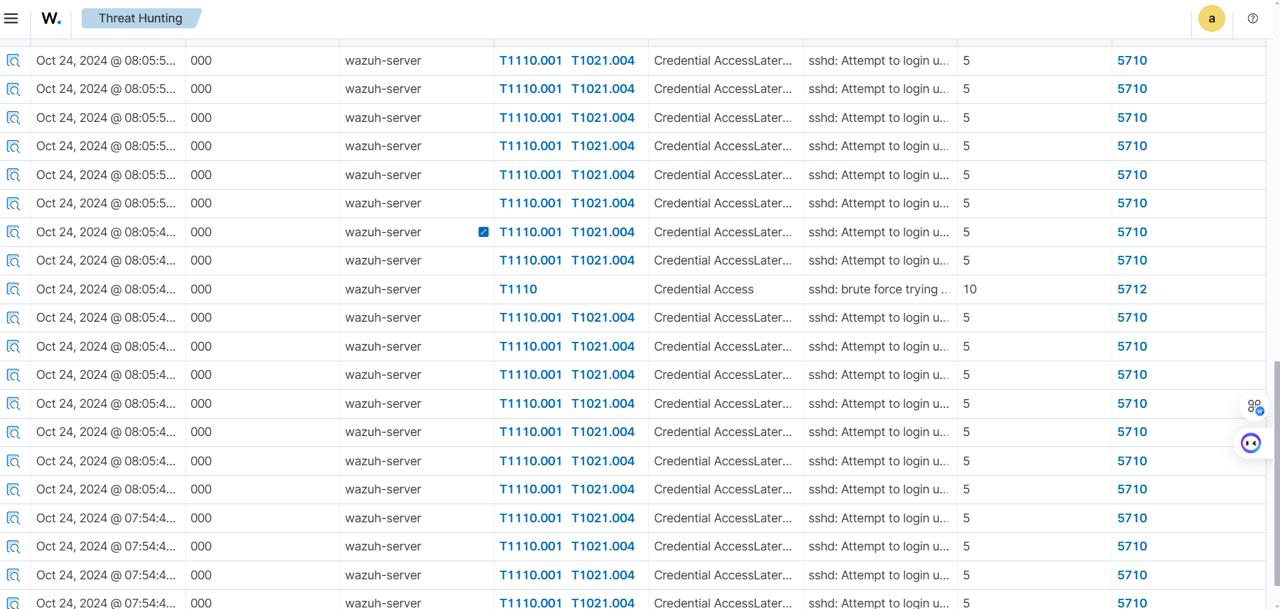 W. Threat Hunting a
Oct 24, 2024 @ 08:05:5... 000 wazuh-server T1110.001 T1021.004 Credential AccessLater... sshd: Attempt to login u... 5 5710
Oct 24, 2024 @ 08:05:5... 000 wazuh-server T1110.001 T1021.004 Credential AccessLater... sshd: Attempt to login u... 5 5710
Oct 24, 2024 @ 08:05:5... 000 wazuh-server T1110.001 T1021.004 Credential AccessLater... sshd: Attempt to login u... 5 5710
Oct 24, 2024 @ 08:05:5... 000 wazuh-server T1110.001 T1021.004 Credential AccessLater... sshd: Attempt to login u... 5 5710
Oct 24, 2024 @ 08:05:5... 000 wazuh-server T1110.001 T1021.004 Credential AccessLater... sshd: Attempt to login u... 5 5710
Oct 24, 2024 @ 08:05:5... 000 wazuh-server T1110.001 T1021.004 Credential AccessLater... sshd: Attempt to login u... 5 5710
Oct 24, 2024 @ 08:05:4... 000 wazuh-server T1110.001 T1021.004 Credential AccessLater... sshd: Attempt to login u... 5 5710
Oct 24, 2024 @ 08:05:4... 000 wazuh-server T1110.001 T1021.004 Credential AccessLater... sshd: Attempt to login u... 5 5710
Oct 24, 2024 @ 08:05:4... 000 wazuh-server T1110 Credential Access sshd: brute force trying ... 10 5712
Oct 24, 2024 @ 08:05:4... 000 wazuh-server T1110.001 T1021.004 Credential AccessLater... sshd: Attempt to login u... 5 5710
Oct 24, 2024 @ 08:05:4... 000 wazuh-server T1110.001 T1021.004 Credential AccessLater... sshd: Attempt to login u... 5 5710
Oct 24, 2024 @ 08:05:4... 000 wazuh-server T1110.001 T1021.004 Credential AccessLater... sshd: Attempt to login u... 5 5710
Oct 24, 2024 @ 08:05:4... 000 wazuh-server T1110.001 T1021.004 Credential AccessLater... sshd: Attempt to login u... 5 5710
Oct 24, 2024 @ 08:05:4... 000 wazuh-server T1110.001 T1021.004 Credential AccessLater... sshd: Attempt to login u... 5 5710
Oct 24, 2024 @ 08:05:4... 000 wazuh-server T1110.001 T1021.004 Credential AccessLater... sshd: Attempt to login u... 5 5710
Oct 24, 2024 @ 08:05:4... 000 wazuh-server T1110.001 T1021.004 Credential AccessLater... sshd: Attempt to login u... 5 5710
Oct 24, 2024 @ 07:54:4... 000 wazuh-server T1110.001 T1021.004 Credential AccessLater... sshd: Attempt to login u... 5 5710
Oct 24, 2024 @ 07:54:4... 000 wazuh-server T1110.001 T1021.004 Credential AccessLater... sshd: Attempt to login u... 5 5710
Oct 24, 2024 @ 07:54:4... 000 wazuh-server T1110.001 T1021.004 Credential AccessLater... sshd: Attempt to login u... 5 5710
Oct 24, 2024 @ 07:54:4... 000 wazuh-server T1110.001 T1021.004 Credential AccessLater... sshd: Attempt to login u... 5 5710